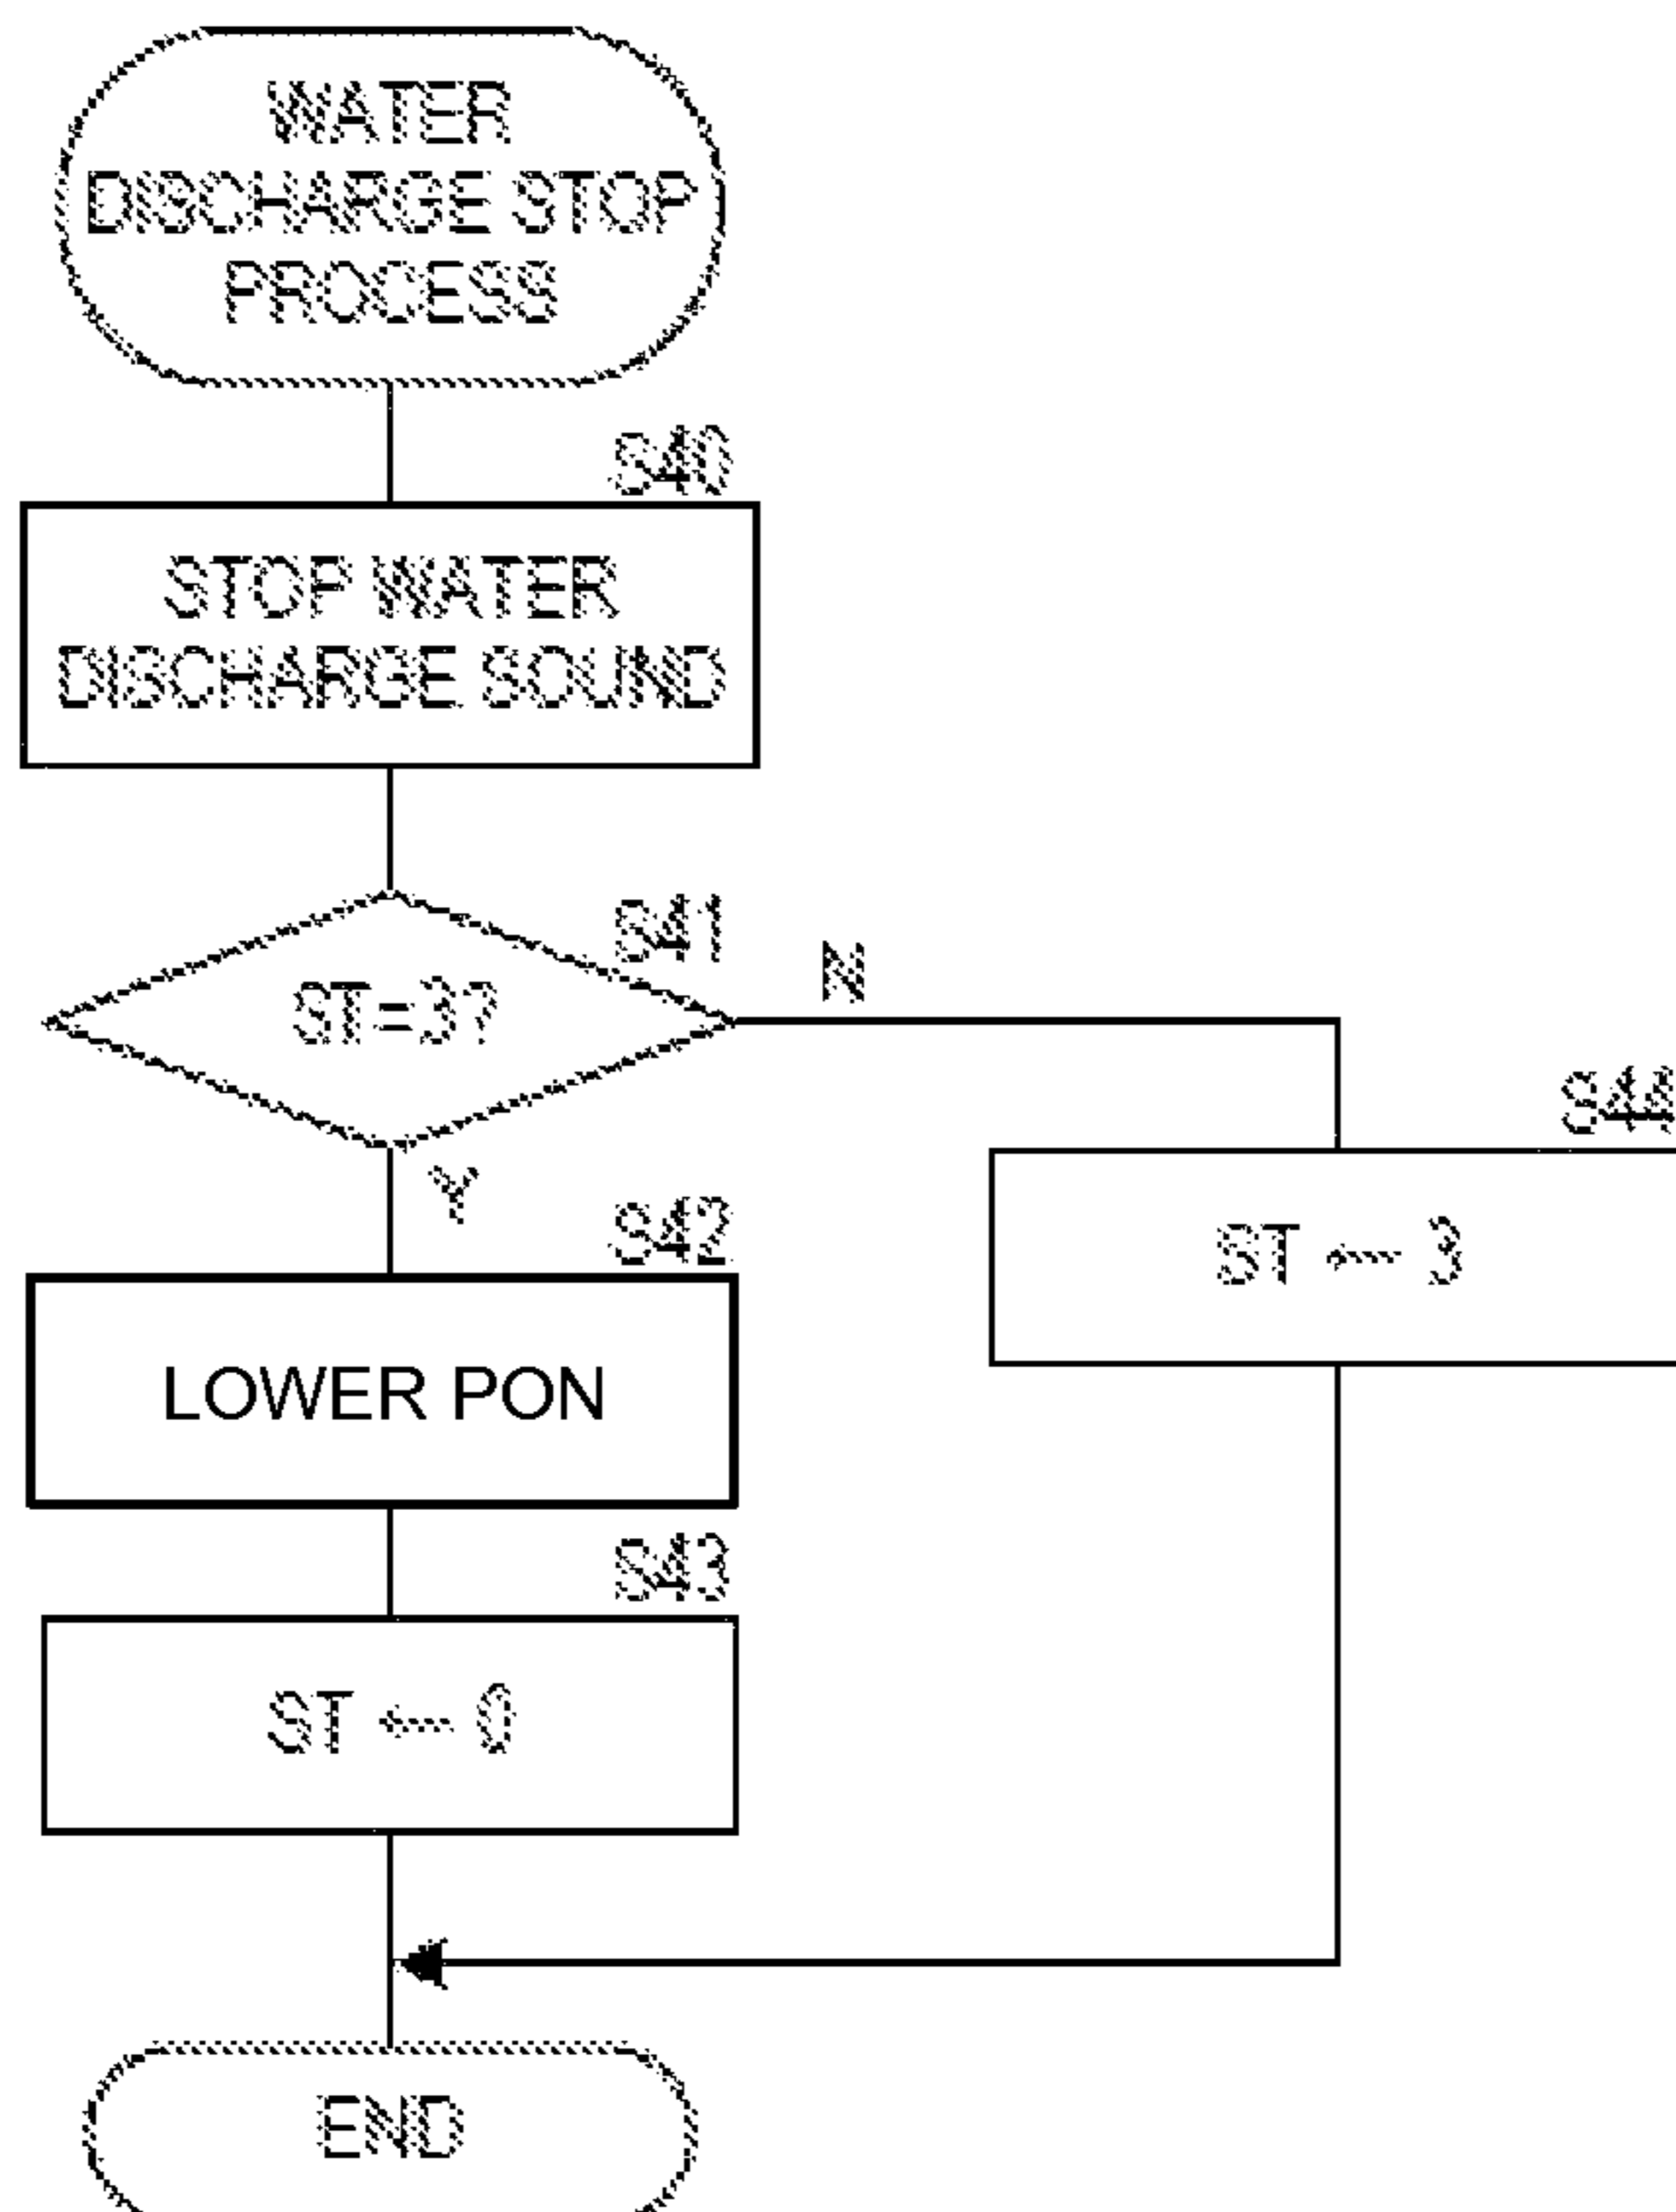 WATER
DISCHARGE STOP
PROCESS
S40
STOP WATER
DISCHARGE SOUND
S41
ST=3?
N
Y
S44
ST ← 3
S42
LOWER PON
S43
ST ← 0
END